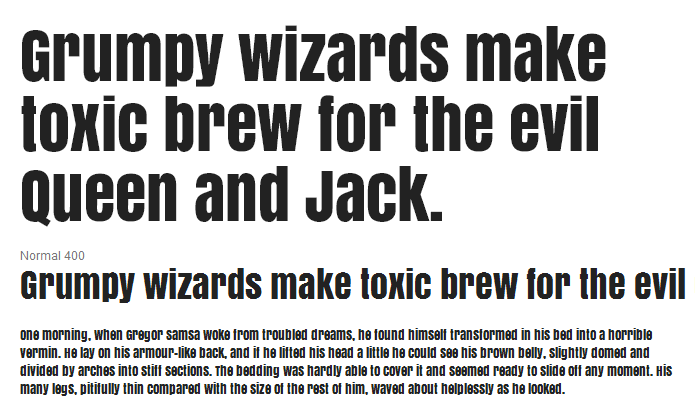 Grumpy wizards make
toxic brew for the evil
Queen and Jack.
Normal 400
Grumpy wizards make toxic brew for the evil
One morning, when Gregor Samsa woke from troubled dreams, he found himself transformed in his bed into a horrible
vermin. He lay on his armour-like back, and if he lifted his head a little he could see his brown belly, slightly domed and
divided by arches into stiff sections. The bedding was hardly able to cover it and seemed ready to slide off any moment. His
many legs, pitifully thin compared with the size of the rest of him, waved about helplessly as he looked.